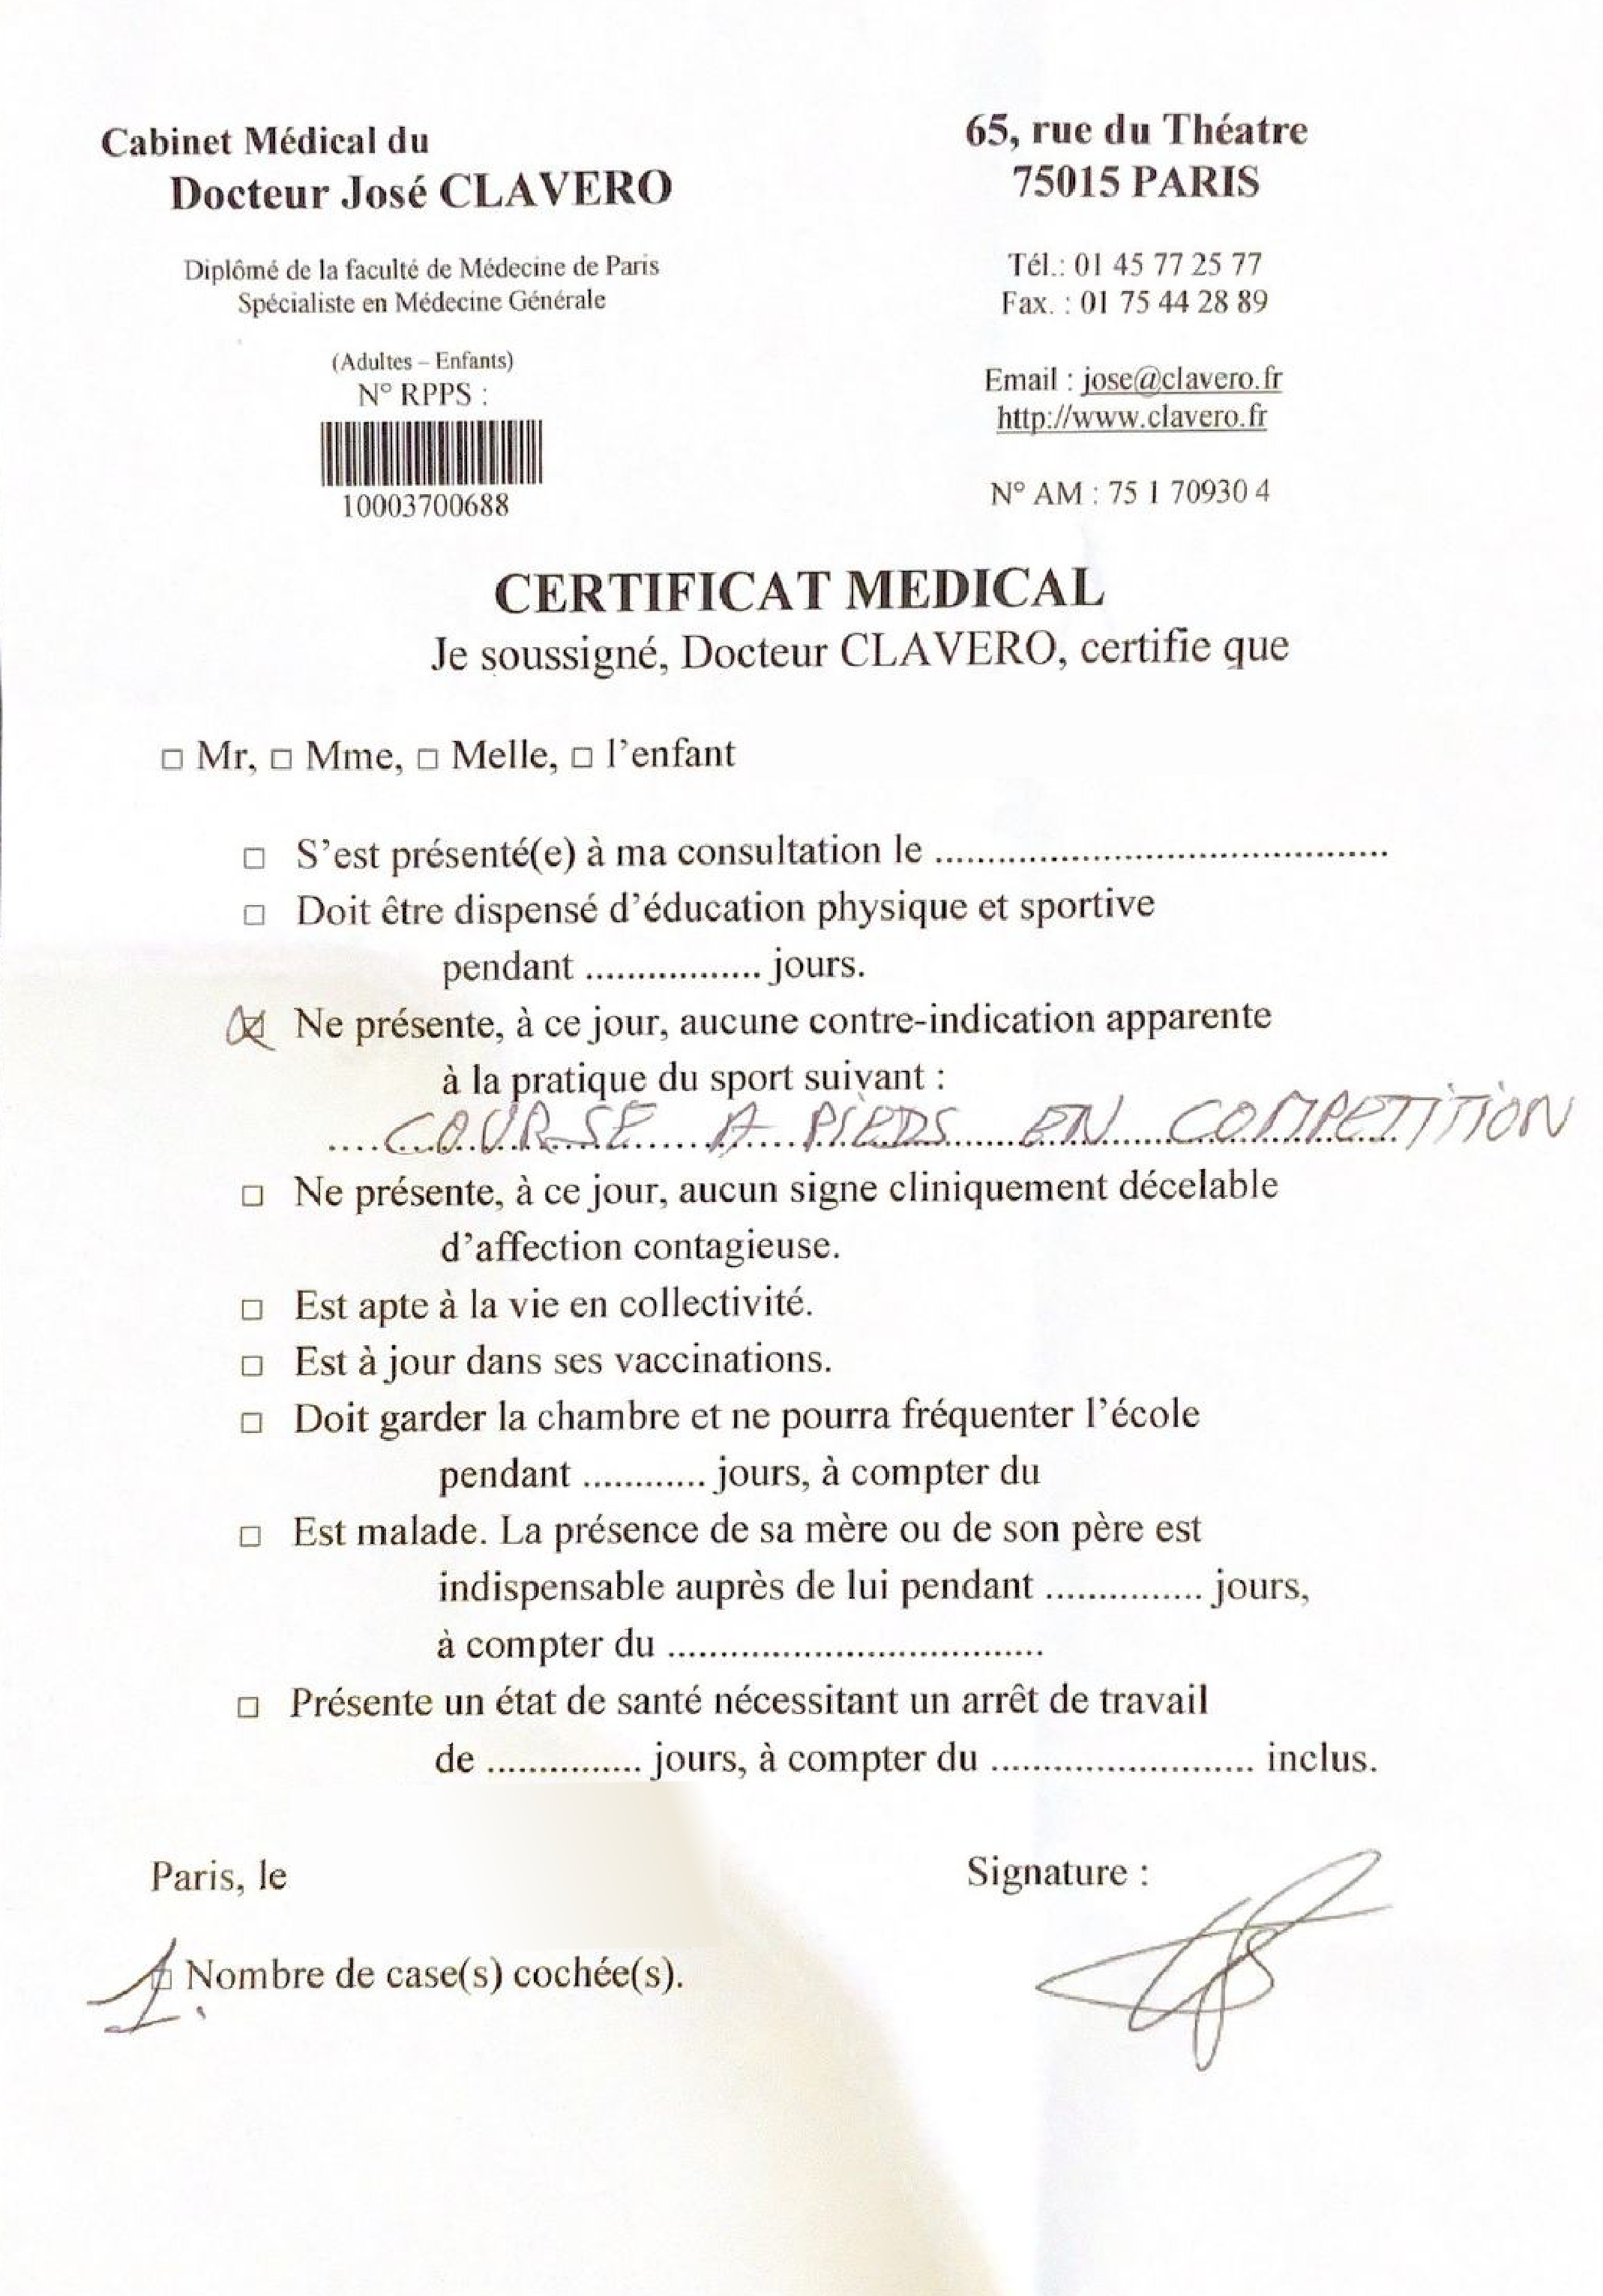 Cabinet Médical du
Docteur José CLAVERO
Diplômé de la faculté de Médecine de Paris
Spécialiste en Médecine Générale
(Adultes – Enfants)
N° RPPS :
10003700688
65, rue du Théatre
75015 PARIS
Tél.: 01 45 77 25 77
Fax. : 01 75 44 28 89
Email : jose@clavero.fr
http://www.clavero.fr
N° AM : 75 1 70930 4
CERTIFICAT MEDICAL
Je soussigné, Docteur CLAVERO, certifie que
□ Mr, □ Mme, □ Melle, □ l'enfant
□ S'est présenté(e) à ma consultation le ..........................................
□ Doit être dispensé d'éducation physique et sportive
pendant ................. jours.
☒ Ne présente, à ce jour, aucune contre-indication apparente
à la pratique du sport suivant :
COURSE A PIEDS EN COMPETITION
□ Ne présente, à ce jour, aucun signe cliniquement décelable
d'affection contagieuse.
□ Est apte à la vie en collectivité.
□ Est à jour dans ses vaccinations.
□ Doit garder la chambre et ne pourra fréquenter l'école
pendant ............ jours, à compter du
□ Est malade. La présence de sa mère ou de son père est
indispensable auprès de lui pendant ............... jours,
à compter du ....................................
□ Présente un état de santé nécessitant un arrêt de travail
de ............... jours, à compter du ......................... inclus.
Paris, le
Signature :
1 □ Nombre de case(s) cochée(s).